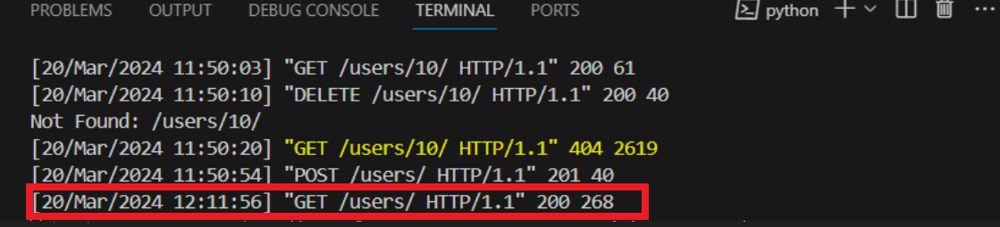 PROBLEMS OUTPUT DEBUG CONSOLE TERMINAL PORTS python
[20/Mar/2024 11:50:03] "GET /users/10/ HTTP/1.1" 200 61
[20/Mar/2024 11:50:10] "DELETE /users/10/ HTTP/1.1" 200 40
Not Found: /users/10/
[20/Mar/2024 11:50:20] "GET /users/10/ HTTP/1.1" 404 2619
[20/Mar/2024 11:50:54] "POST /users/ HTTP/1.1" 201 40
[20/Mar/2024 12:11:56] "GET /users/ HTTP/1.1" 200 268